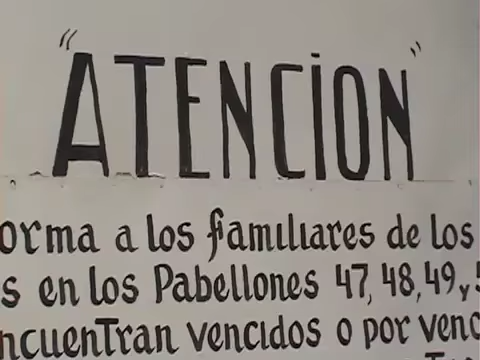 "ATENCiON"
orma a los familiares de los
s en los Pabellones 47, 48, 49 y
ncuentran vencidos o por venc